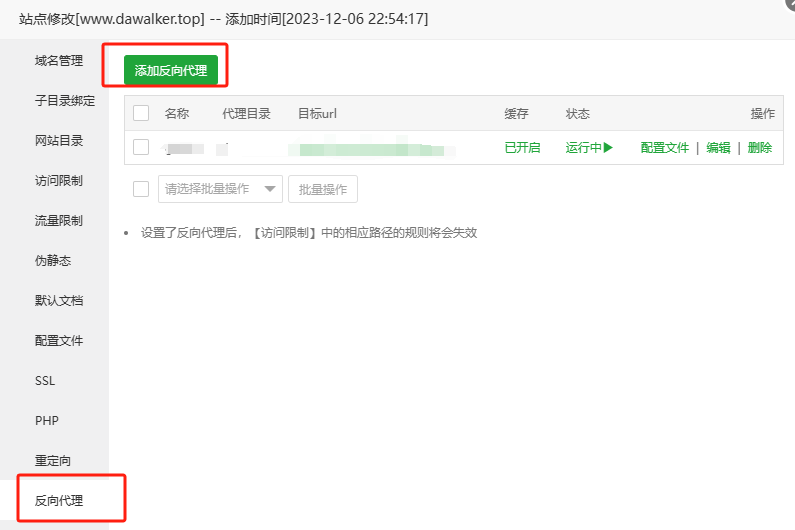 站点修改[www.dawalker.top] -- 添加时间[2023-12-06 22:54:17]
域名管理
子目录绑定
网站目录
访问限制
流量限制
伪静态
默认文档
配置文件
SSL
PHP
重定向
反向代理
添加反向代理
名称 代理目录 目标url 缓存 状态 操作
已开启 运行中▶ 配置文件 | 编辑 | 删除
请选择批量操作 批量操作
• 设置了反向代理后，【访问限制】中的相应路径的规则将会失效